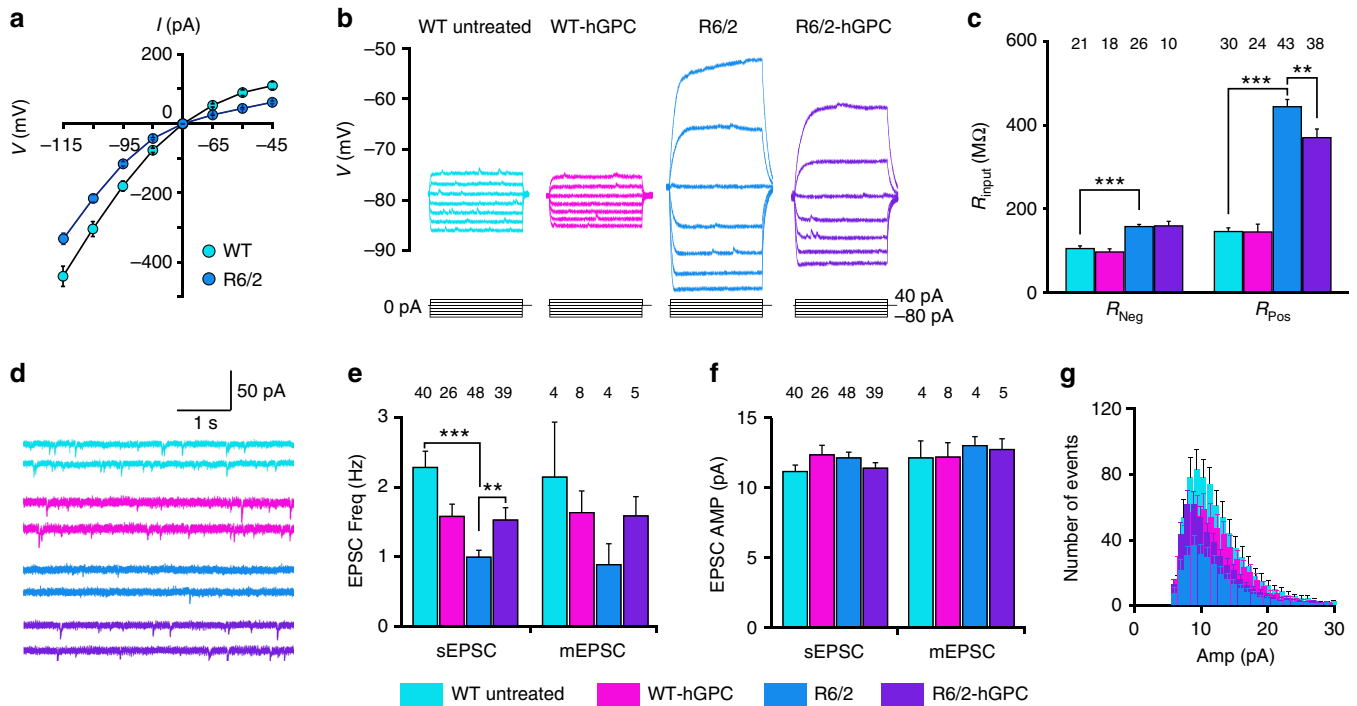 a
I (pA)
200
0
–115
–95
–65
–45
V (mV)
–200
–400
WT
R6/2
b
WT untreated
WT-hGPC
R6/2
R6/2-hGPC
–50
–60
–70
–80
–90
V (mV)
0 pA
40 pA
–80 pA
c
21 18 26 10 30 24 43 38
600
400
200
0
Rinput (MΩ)
***
***
**
RNeg
RPos
d
50 pA
1 s
e
40 26 48 39 4 8 4 5
3
2
1
0
EPSC Freq (Hz)
***
**
sEPSC
mEPSC
f
40 26 48 39 4 8 4 5
15
10
5
0
EPSC AMP (pA)
sEPSC
mEPSC
g
120
80
40
0
Number of events
0 10 20 30
Amp (pA)
WT untreated
WT-hGPC
R6/2
R6/2-hGPC